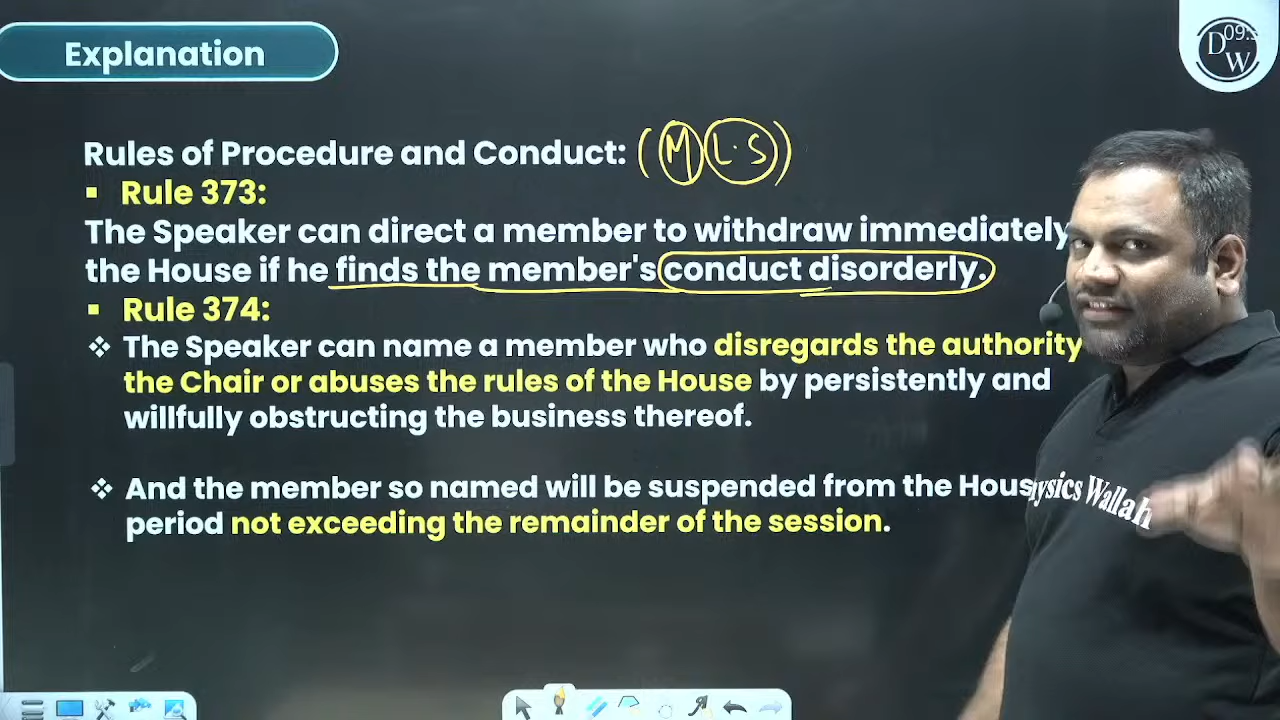 Explanation
09:
D
W
Rules of Procedure and Conduct: (M L.S)
Rule 373:
The Speaker can direct a member to withdraw immediately
the House if he finds the member's conduct disorderly.
Rule 374:
The Speaker can name a member who disregards the authority
the Chair or abuses the rules of the House by persistently and
willfully obstructing the business thereof.
And the member so named will be suspended from the Hous
period not exceeding the remainder of the session.
ysics Wallah